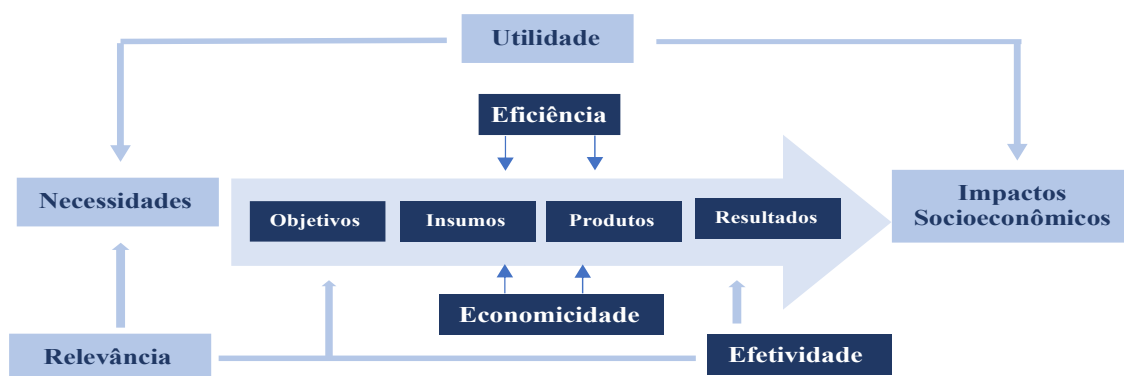 Utilidade
Eficiência
Necessidades
Objetivos
Insumos
Produtos
Resultados
Impactos
Socioeconômicos
Economicidade
Relevância
Efetividade